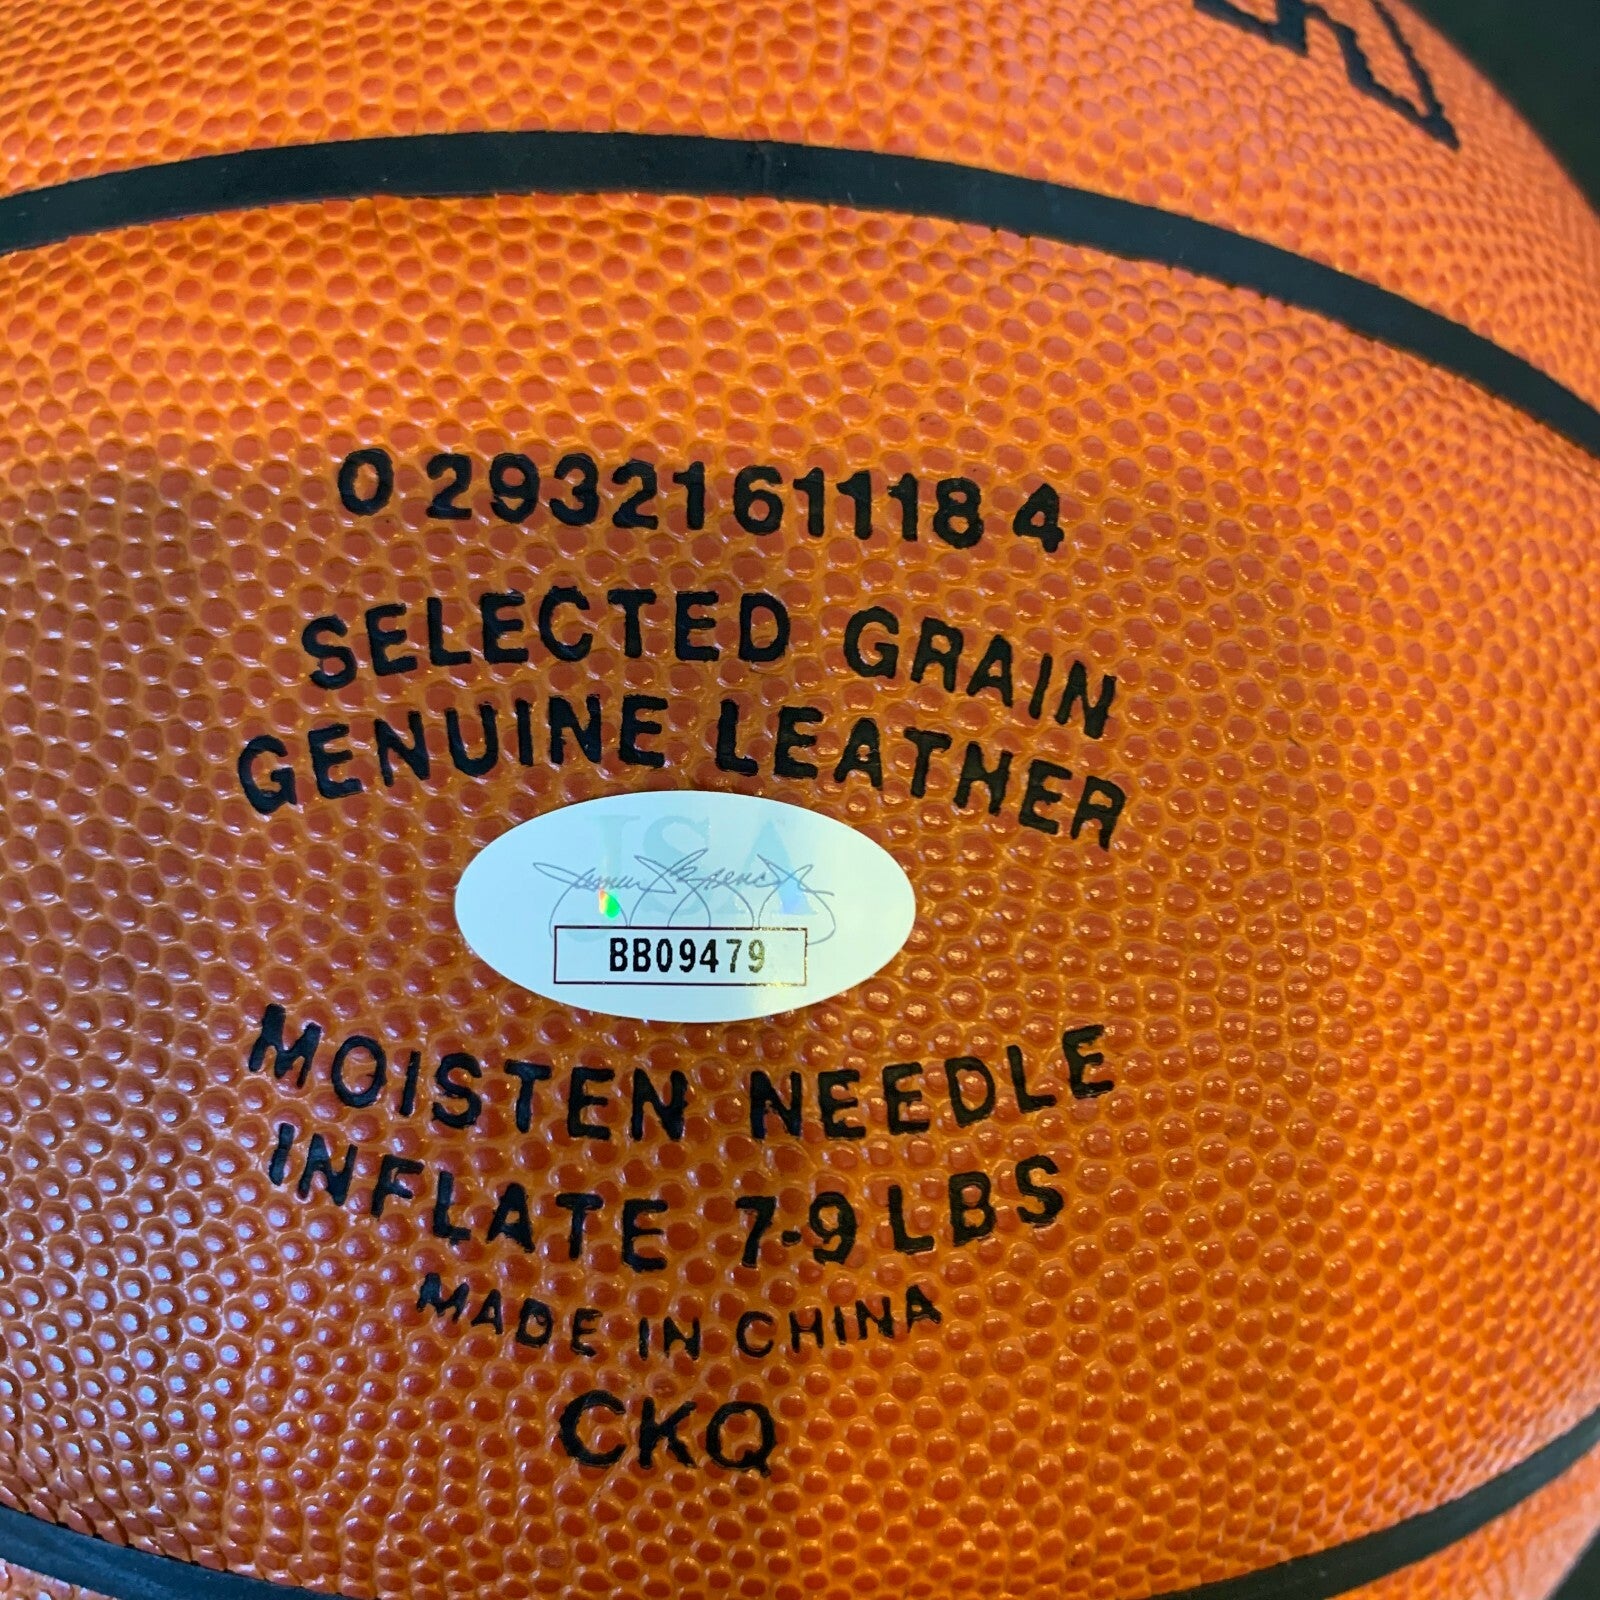 0 29321 61118 4
SELECTED GRAIN
GENUINE LEATHER
JSA
BB09479
MOISTEN NEEDLE
INFLATE 7-9 LBS
MADE IN CHINA
CKQ